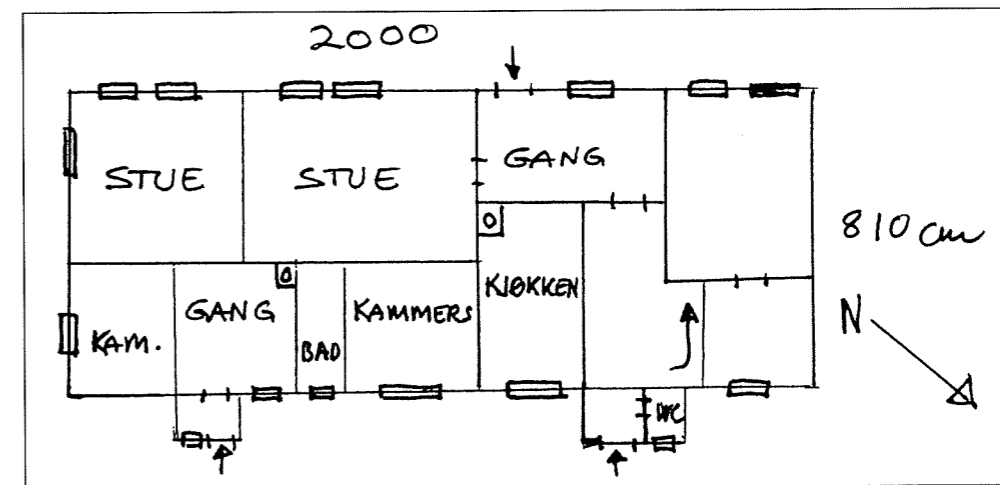 2000
STUE
STUE
GANG
810 cm
KAM.
GANG
BAD
KAMMERS
KJØKKEN
N
WC